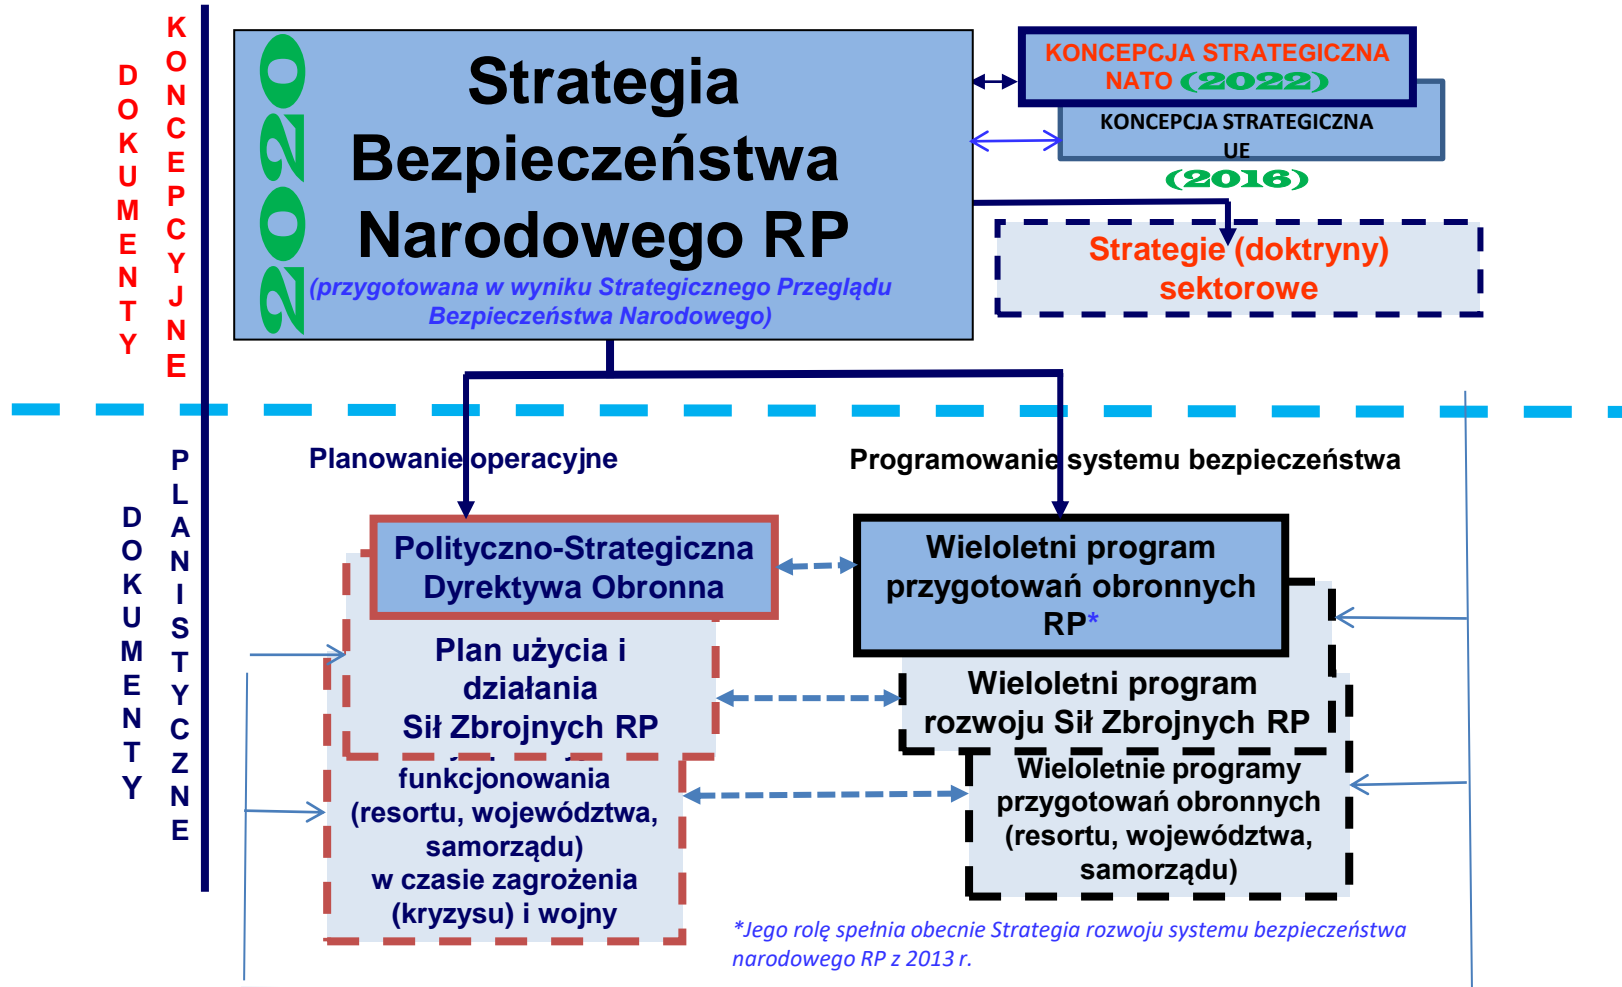 DOKUMENTY
KONCEPCYJNE
2020
Strategia
Bezpieczeństwa
Narodowego RP
(przygotowana w wyniku Strategicznego Przeglądu
Bezpieczeństwa Narodowego)
KONCEPCJA STRATEGICZNA
NATO (2022)
KONCEPCJA STRATEGICZNA
UE
(2016)
Strategie (doktryny)
sektorowe
DOKUMENTY
PLANISTYCZNE
Planowanie operacyjne
Programowanie systemu bezpieczeństwa
Polityczno-Strategiczna
Dyrektywa Obronna
Plan użycia i
działania
Sił Zbrojnych RP
funkcjonowania
(resortu, województwa,
samorządu)
w czasie zagrożenia
(kryzysu) i wojny
Wieloletni program
przygotowań obronnych
RP*
Wieloletni program
rozwoju Sił Zbrojnych RP
Wieloletnie programy
przygotowań obronnych
(resortu, województwa,
samorządu)
*Jego rolę spełnia obecnie Strategia rozwoju systemu bezpieczeństwa
narodowego RP z 2013 r.